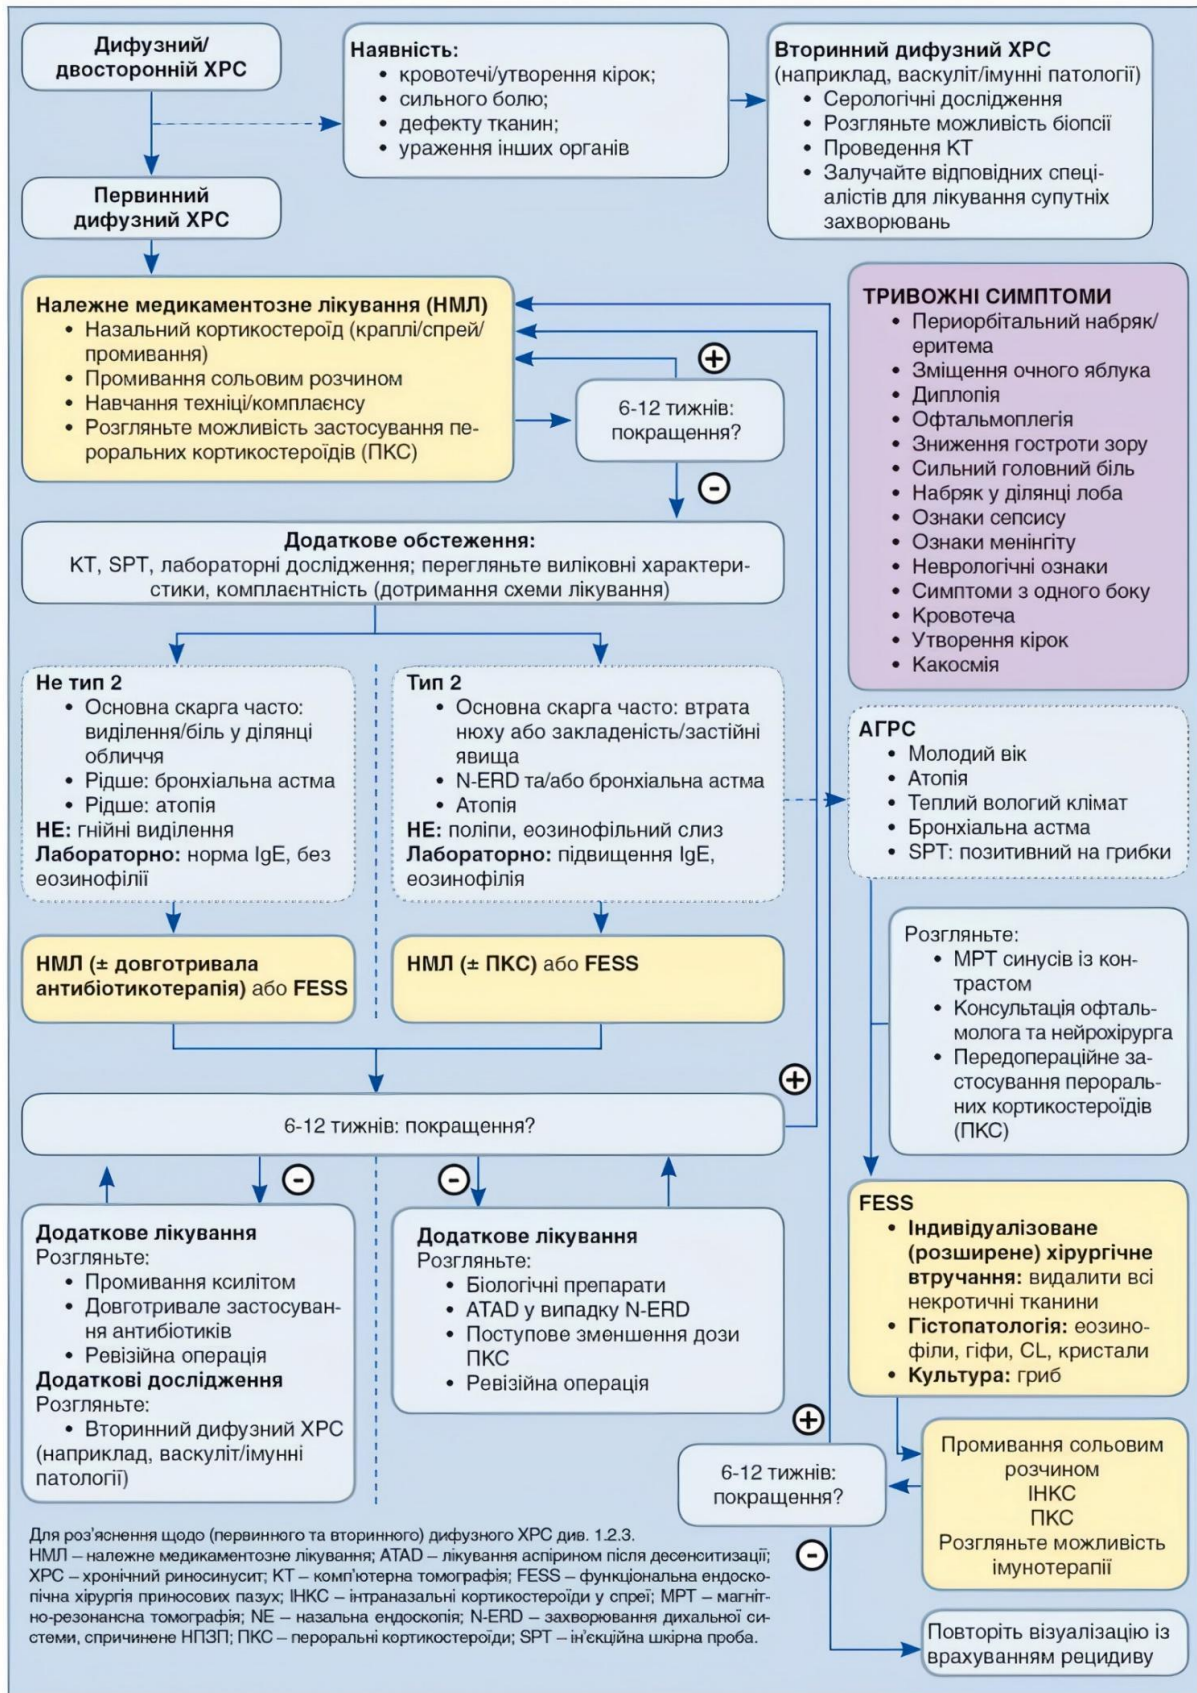 Дифузний/
двосторонній ХРС
Наявність:
• кровотечі/утворення кірок;
• сильного болю;
• дефекту тканин;
• ураження інших органів
Вторинний дифузний ХРС
(наприклад, васкуліт/імунні патології)
• Серологічні дослідження
• Розгляньте можливість біопсії
• Проведення КТ
• Залучайте відповідних спеці-
алістів для лікування супутніх
захворювань
Первинний
дифузний ХРС
Належне медикаментозне лікування (НМЛ)
• Назальний кортикостероїд (краплі/спрей/
промивання)
• Промивання сольовим розчином
• Навчання техніці/комплаєнсу
• Розгляньте можливість застосування пе-
роральних кортикостероїдів (ПКС)
+
6-12 тижнів:
покращення?
-
ТРИВОЖНІ СИМПТОМИ
• Периорбітальний набряк/
еритема
• Зміщення очного яблука
• Диплопія
• Офтальмоплегія
• Зниження гостроти зору
• Сильний головний біль
• Набряк у ділянці лоба
• Ознаки сепсису
• Ознаки менінгіту
• Неврологічні ознаки
• Симптоми з одного боку
• Кровотеча
• Утворення кірок
• Какосмія
Додаткове обстеження:
КТ, SPT, лабораторні дослідження; перегляньте виліковні характери-
стики, комплаєнтність (дотримання схеми лікування)
Не тип 2
• Основна скарга часто:
виділення/біль у ділянці
обличчя
• Рідше: бронхіальна астма
• Рідше: атопія
НЕ: гнійні виділення
Лабораторно: норма IgE, без
еозинофілії
Тип 2
• Основна скарга часто: втрата
нюху або закладеність/застійні
явища
• N-ERD та/або бронхіальна астма
• Атопія
НЕ: поліпи, еозинофільний слиз
Лабораторно: підвищення IgE,
еозинофілія
АГРС
• Молодий вік
• Атопія
• Теплий вологий клімат
• Бронхіальна астма
• SPT: позитивний на грибки
НМЛ (± довготривала
антибіотикотерапія) або FESS
НМЛ (± ПКС) або FESS
Розгляньте:
• МРТ синусів із кон-
трастом
• Консультація офталь-
молога та нейрохірурга
• Передопераційне за-
стосування перораль-
них кортикостероїдів
(ПКС)
+
6-12 тижнів: покращення?
-
-
Додаткове лікування
Розгляньте:
• Промивання ксилітом
• Довготривале застосуван-
ня антибіотиків
• Ревізійна операція
Додаткові дослідження
Розгляньте:
• Вторинний дифузний ХРС
(наприклад, васкуліт/імунні
патології)
Додаткове лікування
Розгляньте:
• Біологічні препарати
• ATAD у випадку N-ERD
• Поступове зменшення дози
ПКС
• Ревізійна операція
FESS
• Індивідуалізоване
(розширене) хірургічне
втручання: видалити всі
некротичні тканини
• Гістопатологія: еозино-
філи, гіфи, CL, кристали
• Культура: гриб
+
6-12 тижнів:
покращення?
-
Промивання сольовим
розчином
ІНКС
ПКС
Розгляньте можливість
імунотерапії
Повторіть візуалізацію із
врахуванням рецидиву
Для роз'яснення щодо (первинного та вторинного) дифузного ХРС див. 1.2.3.
НМЛ – належне медикаментозне лікування; ATAD – лікування аспірином після десенситизації;
ХРС – хронічний риносинусит; КТ – комп'ютерна томографія; FESS – функціональна ендоско-
пічна хірургія приносових пазух; ІНКС – інтраназальні кортикостероїди у спреї; МРТ – магніт-
но-резонансна томографія; NE – назальна ендоскопія; N-ERD – захворювання дихальної си-
стеми, спричинене НПЗП; ПКС – пероральні кортикостероїди; SPT – ін'єкційна шкірна проба.